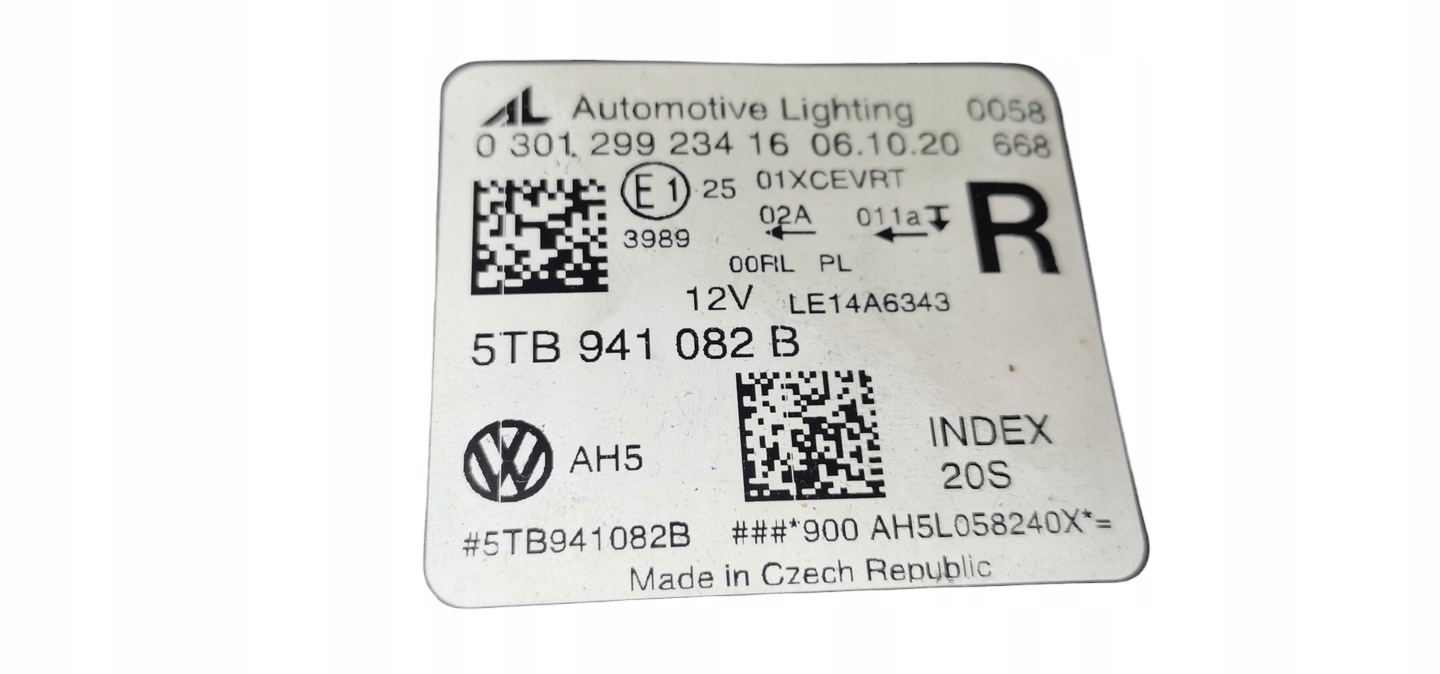 AL Automotive Lighting 0058
0 301 299 234 16 06.10.20 668
E1 25 01XCEVRT
3989 02A 011a R
00RL PL
12V LE14A6343
5TB 941 082 B
VW AH5 INDEX
20S
#5TB941082B ###*900 AH5L058240X*=
Made in Czech Republic